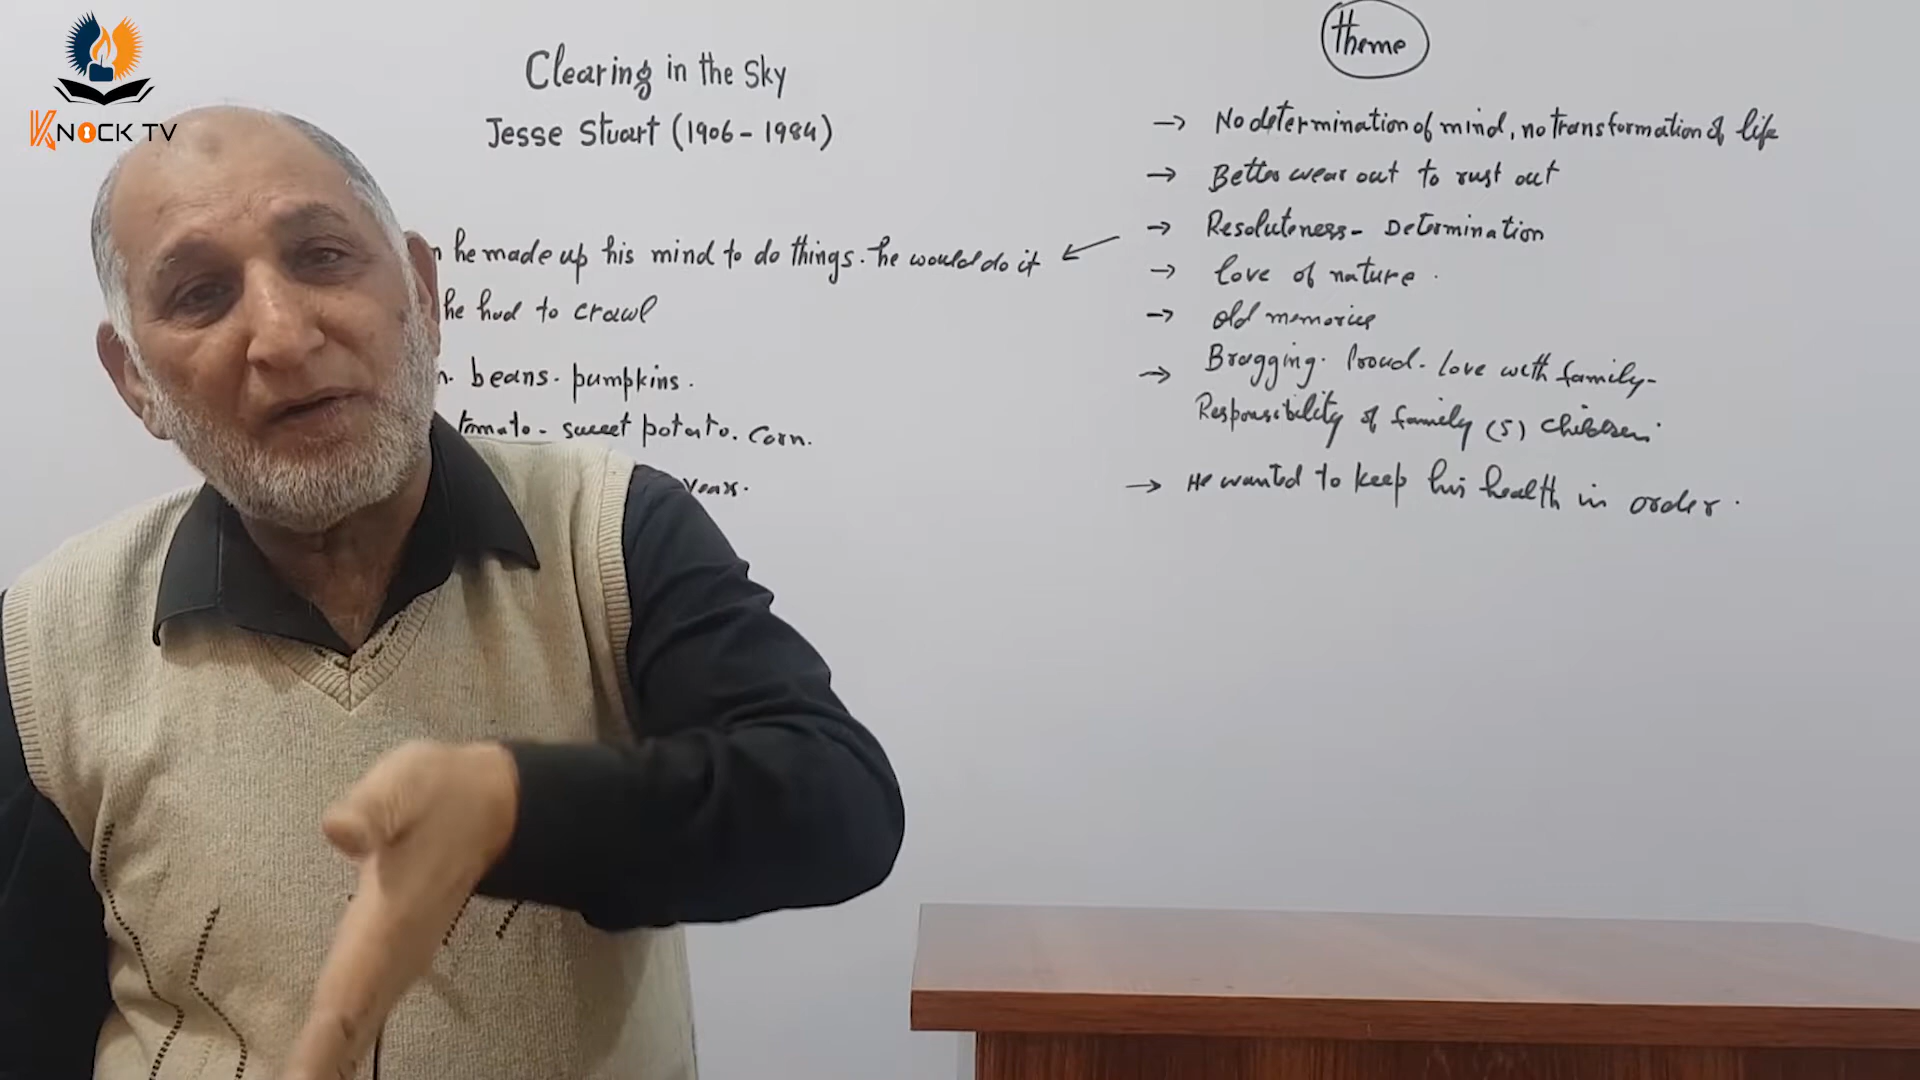 KNOCK TV
Clearing in the Sky
Jesse Stuart (1906 - 1984)
he made up his mind to do things. he would do it
he had to crawl
beans. pumpkins.
tomato - sweet potato. Corn.
years.
Theme
→ No determination of mind, no transformation of life
→ Better wear out to rust out
→ Resoluteness - Determination
→ love of nature.
→ old memories
→ Bragging. Proud. Love with family -
Responsibility of family (5) children.
→ He wanted to keep his health in order.